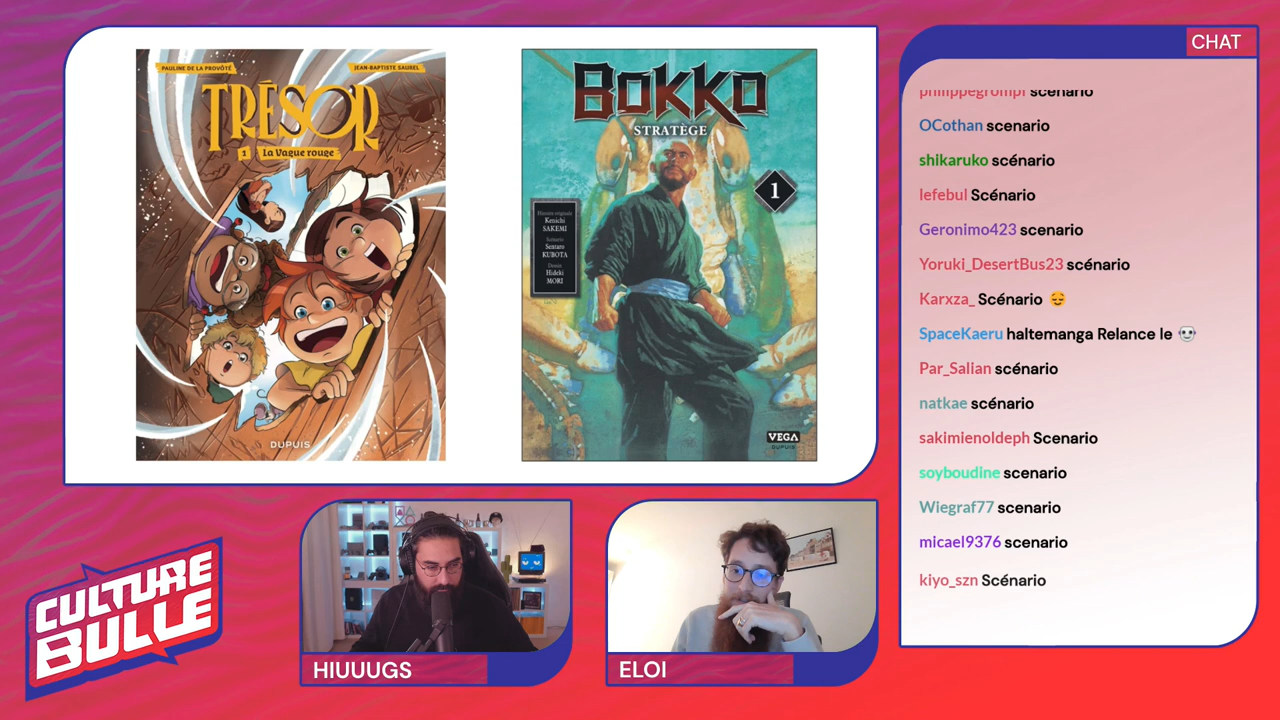 PAULINE DE LA PROVÔTÉ
JEAN-BAPTISTE SAUREL
TRÉSOR
1 La Vague rouge
DUPUIS
BOKKO
STRATÈGE
1
Histoire originale
Kenichi
SAKEMI
Scénario
Sentaro
KUBOTA
Dessin
Hideki
MORI
VEGA
DUPUIS
CHAT
philippegrompi scénario
OCothan scenario
shikaruko scénario
lefebul Scénario
Geronimo423 scenario
Yoruki_DesertBus23 scénario
Karxza_ Scénario 😌
SpaceKaeru haltemanga Relance le
Par_Salian scénario
natkae scénario
sakimienoldeph Scenario
soyboudine scenario
Wiegraf77 scenario
micael9376 scenario
kiyo_szn Scénario
CULTURE
BULLE
HIUUUGS
ELOI